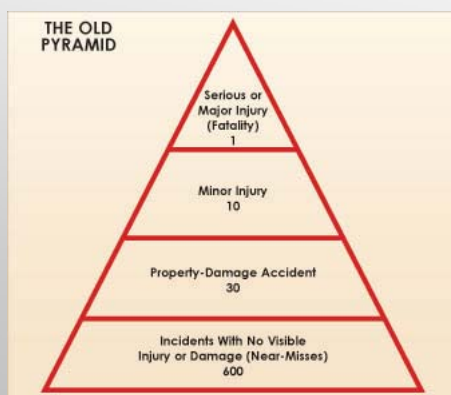 THE OLD
PYRAMID
Serious or
Major Injury
(Fatality)
1
Minor Injury
10
Property-Damage Accident
30
Incidents With No Visible
Injury or Damage (Near-Misses)
600